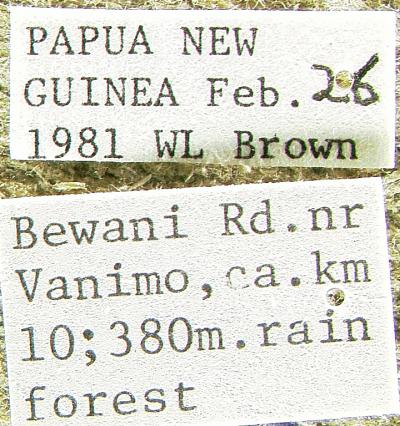 PAPUA NEW
GUINEA Feb. 26
1981 WL Brown
Bewani Rd.nr
Vanimo,ca.km
10;380m.rain
forest